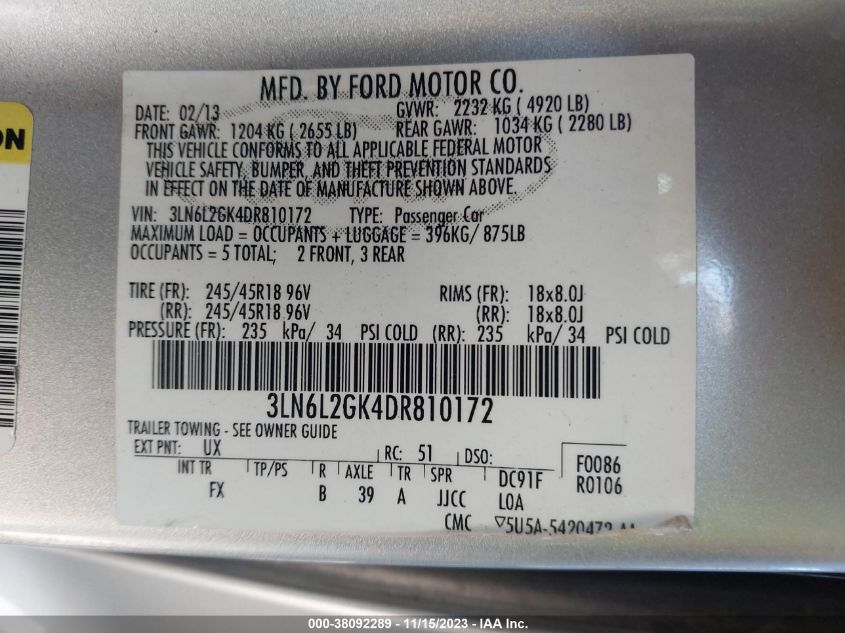 MFD. BY FORD MOTOR CO.
DATE: 02/13 GVWR: 2232 KG ( 4920 LB)
FRONT GAWR: 1204 KG ( 2655 LB) REAR GAWR: 1034 KG ( 2280 LB)
THIS VEHICLE CONFORMS TO ALL APPLICABLE FEDERAL MOTOR
VEHICLE SAFETY, BUMPER, AND THEFT PREVENTION STANDARDS
IN EFFECT ON THE DATE OF MANUFACTURE SHOWN ABOVE.
VIN: 3LN6L2GK4DR810172 TYPE: Passenger Car
MAXIMUM LOAD = OCCUPANTS + LUGGAGE = 396KG/ 875LB
OCCUPANTS = 5 TOTAL; 2 FRONT, 3 REAR
TIRE (FR): 245/45R18 96V RIMS (FR): 18x8.0J
(RR): 245/45R18 96V (RR): 18x8.0J
PRESSURE (FR): 235 kPa/ 34 PSI COLD (RR): 235 kPa/ 34 PSI COLD
3LN6L2GK4DR810172
TRAILER TOWING - SEE OWNER GUIDE
EXT PNT: UX RC: 51 DSO: F0086
INT TR TP/PS R AXLE TR SPR DC91F R0106
FX B 39 A JJCC LOA
CMC 5U5A-5420472-AA
ON
000-38092289 - 11/15/2023 - IAA Inc.